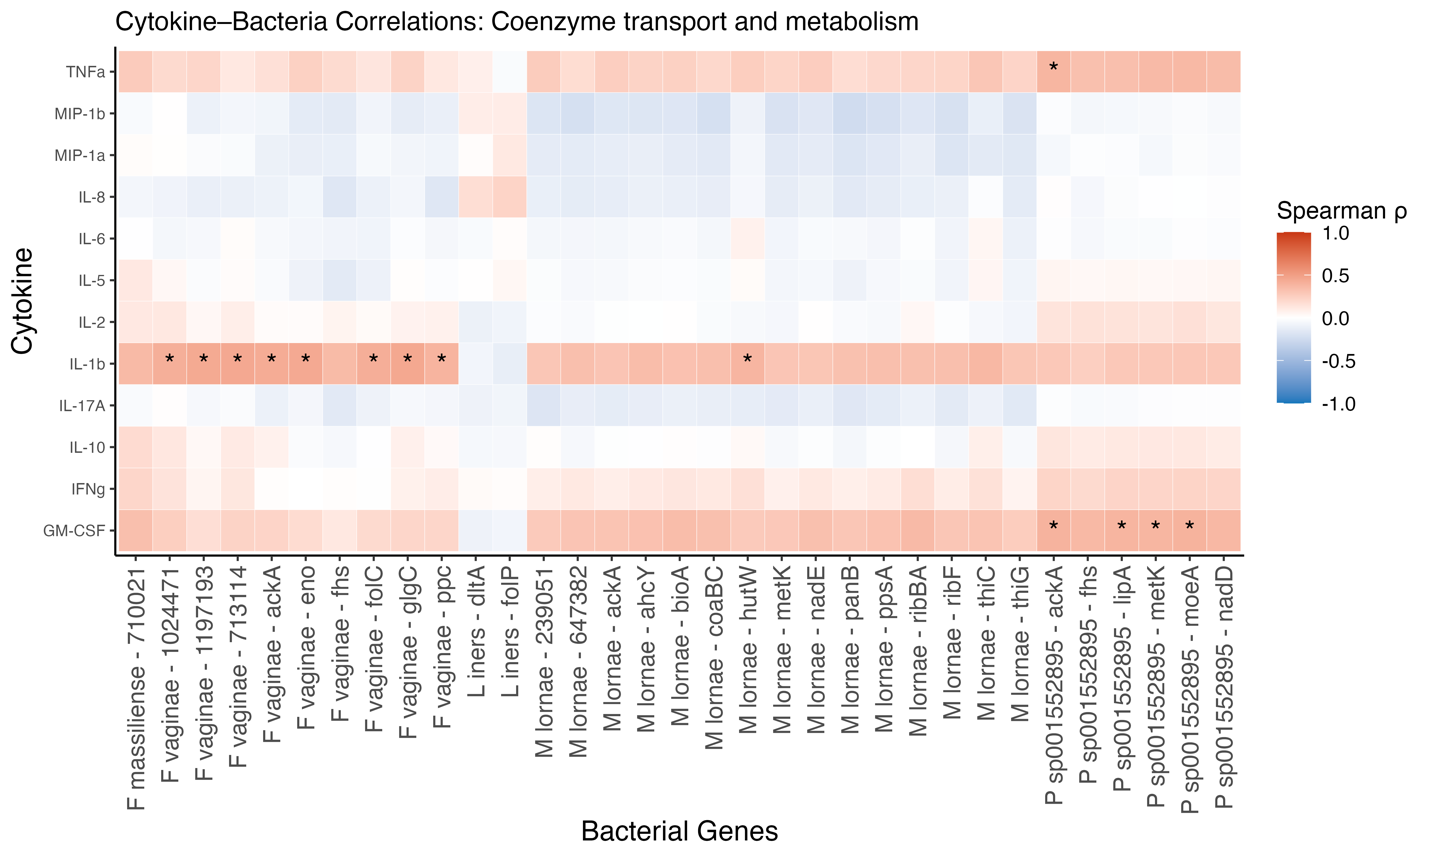 Cytokine–Bacteria Correlations: Coenzyme transport and metabolism
Cytokine
TNFa
MIP-1b
MIP-1a
IL-8
IL-6
IL-5
IL-2
IL-1b
IL-17A
IL-10
IFNg
GM-CSF
*
* * * * * * * * *
* * * *
F massiliense - 710021
F vaginae - 1024471
F vaginae - 1197193
F vaginae - 713114
F vaginae - ackA
F vaginae - eno
F vaginae - fhs
F vaginae - folC
F vaginae - glgC
F vaginae - ppc
L iners - dltA
L iners - folP
M lornae - 239051
M lornae - 647382
M lornae - ackA
M lornae - ahcY
M lornae - bioA
M lornae - coaBC
M lornae - hutW
M lornae - metK
M lornae - nadE
M lornae - panB
M lornae - ppsA
M lornae - ribBA
M lornae - ribF
M lornae - thiC
M lornae - thiG
P sp001552895 - ackA
P sp001552895 - fhs
P sp001552895 - lipA
P sp001552895 - metK
P sp001552895 - moeA
P sp001552895 - nadD
Bacterial Genes
Spearman ρ
1.0
0.5
0.0
-0.5
-1.0